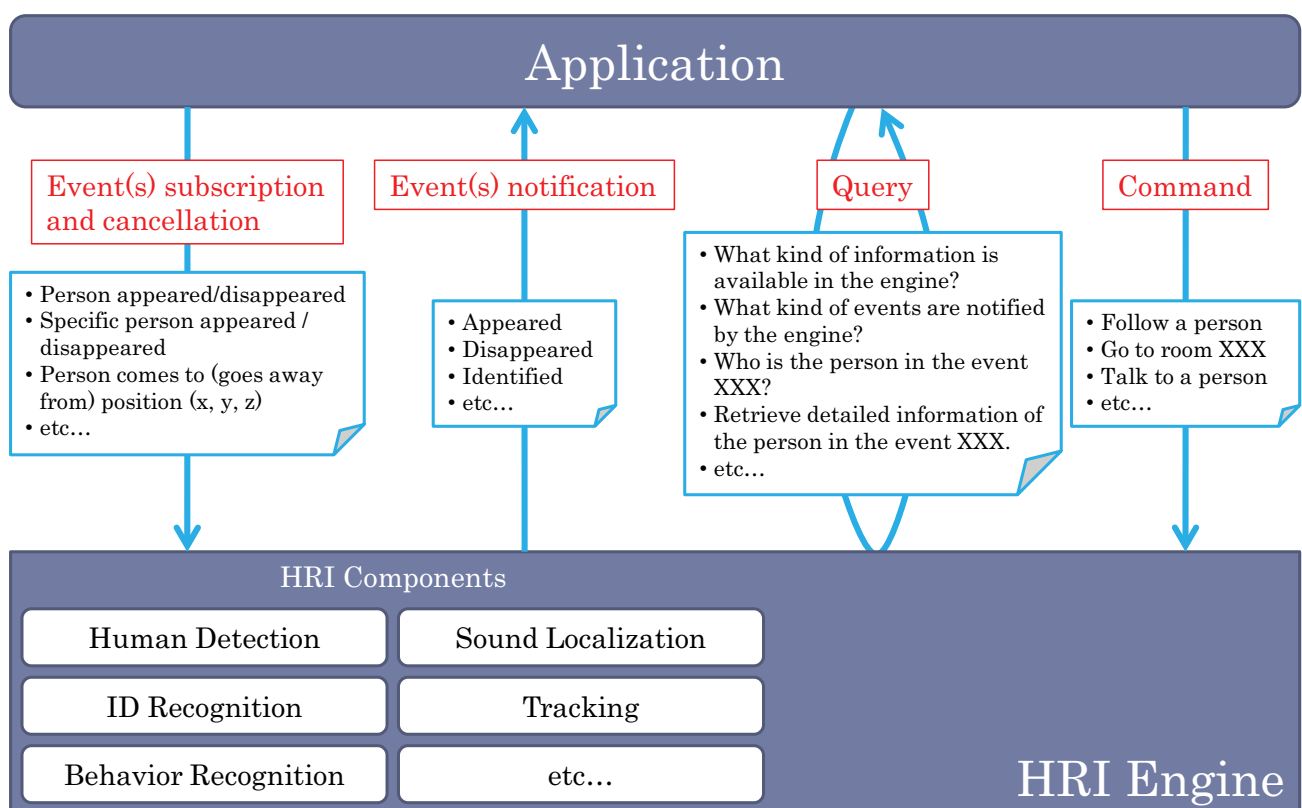 Application
Event(s) subscription
and cancellation
• Person appeared/disappeared
• Specific person appeared /
disappeared
• Person comes to (goes away
from) position (x, y, z)
• etc…
Event(s) notification
• Appeared
• Disappeared
• Identified
• etc…
Query
• What kind of information is
available in the engine?
• What kind of events are notified
by the engine?
• Who is the person in the event
XXX?
• Retrieve detailed information of
the person in the event XXX.
• etc…
Command
• Follow a person
• Go to room XXX
• Talk to a person
• etc…
HRI Components
Human Detection
Sound Localization
ID Recognition
Tracking
Behavior Recognition
etc…
HRI Engine